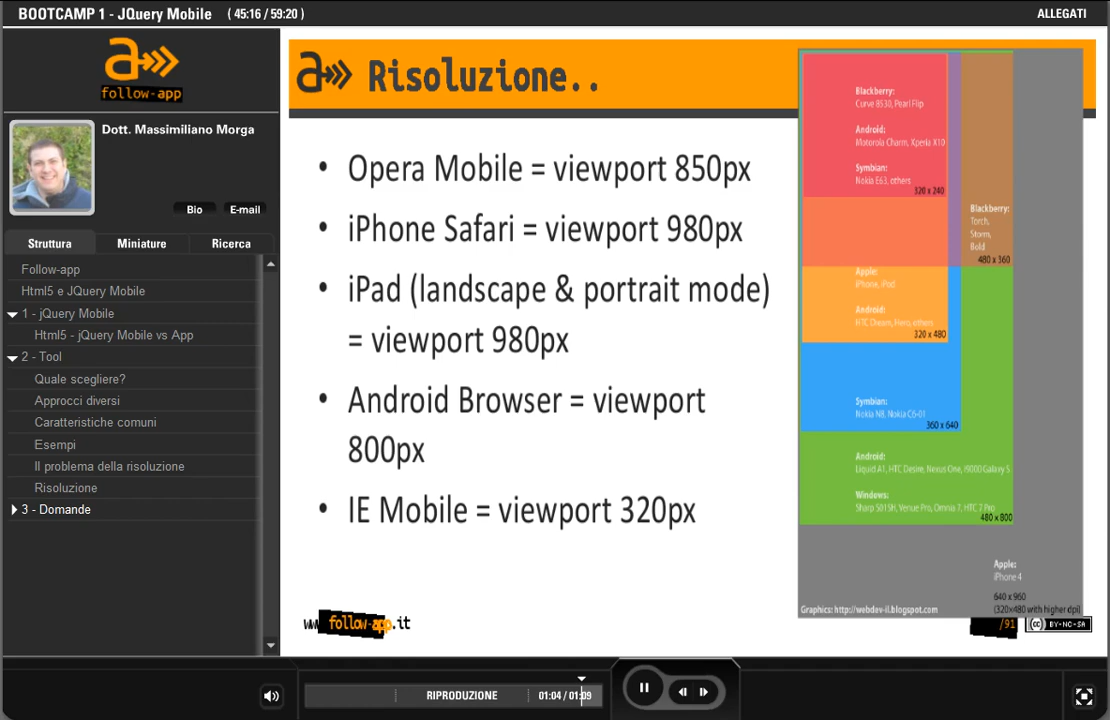 BOOTCAMP 1 - JQuery Mobile ( 45:16 / 59:20 )
ALLEGATI
a
follow-app
Dott. Massimiliano Morga
Bio
E-mail
Struttura
Miniature
Ricerca
Follow-app
Html5 e JQuery Mobile
1 - jQuery Mobile
Html5 - jQuery Mobile vs App
2 - Tool
Quale scegliere?
Approcci diversi
Caratteristiche comuni
Esempi
Il problema della risoluzione
Risoluzione
3 - Domande
a Risoluzione..
• Opera Mobile = viewport 850px
• iPhone Safari = viewport 980px
• iPad (landscape & portrait mode)
= viewport 980px
• Android Browser = viewport
800px
• IE Mobile = viewport 320px
Blackberry:
Curve 8530, Pearl Flip
Android:
Motorola Charm, Xperia X10
Symbian:
Nokia E63, others
320 x 240
Blackberry:
Torch,
Storm,
Bold
480 x 360
Apple:
iPhone, iPod
Android:
HTC Dream, Hero, others
320 x 480
Symbian:
Nokia N8, Nokia C6-01
360 x 640
Android:
Liquid A1, HTC Desire, Nexus One, i9000 Galaxy S
Windows:
Sharp S01SH, Venue Pro, Omnia 7, HTC 7 Pro
480 x 800
Apple:
iPhone 4
640 x 960
(320x480 with higher dpi)
Graphics: http://webdev-il.blogspot.com
www.follow-app.it
/91
cc BY-NC-SA
RIPRODUZIONE
01:04 / 01:09